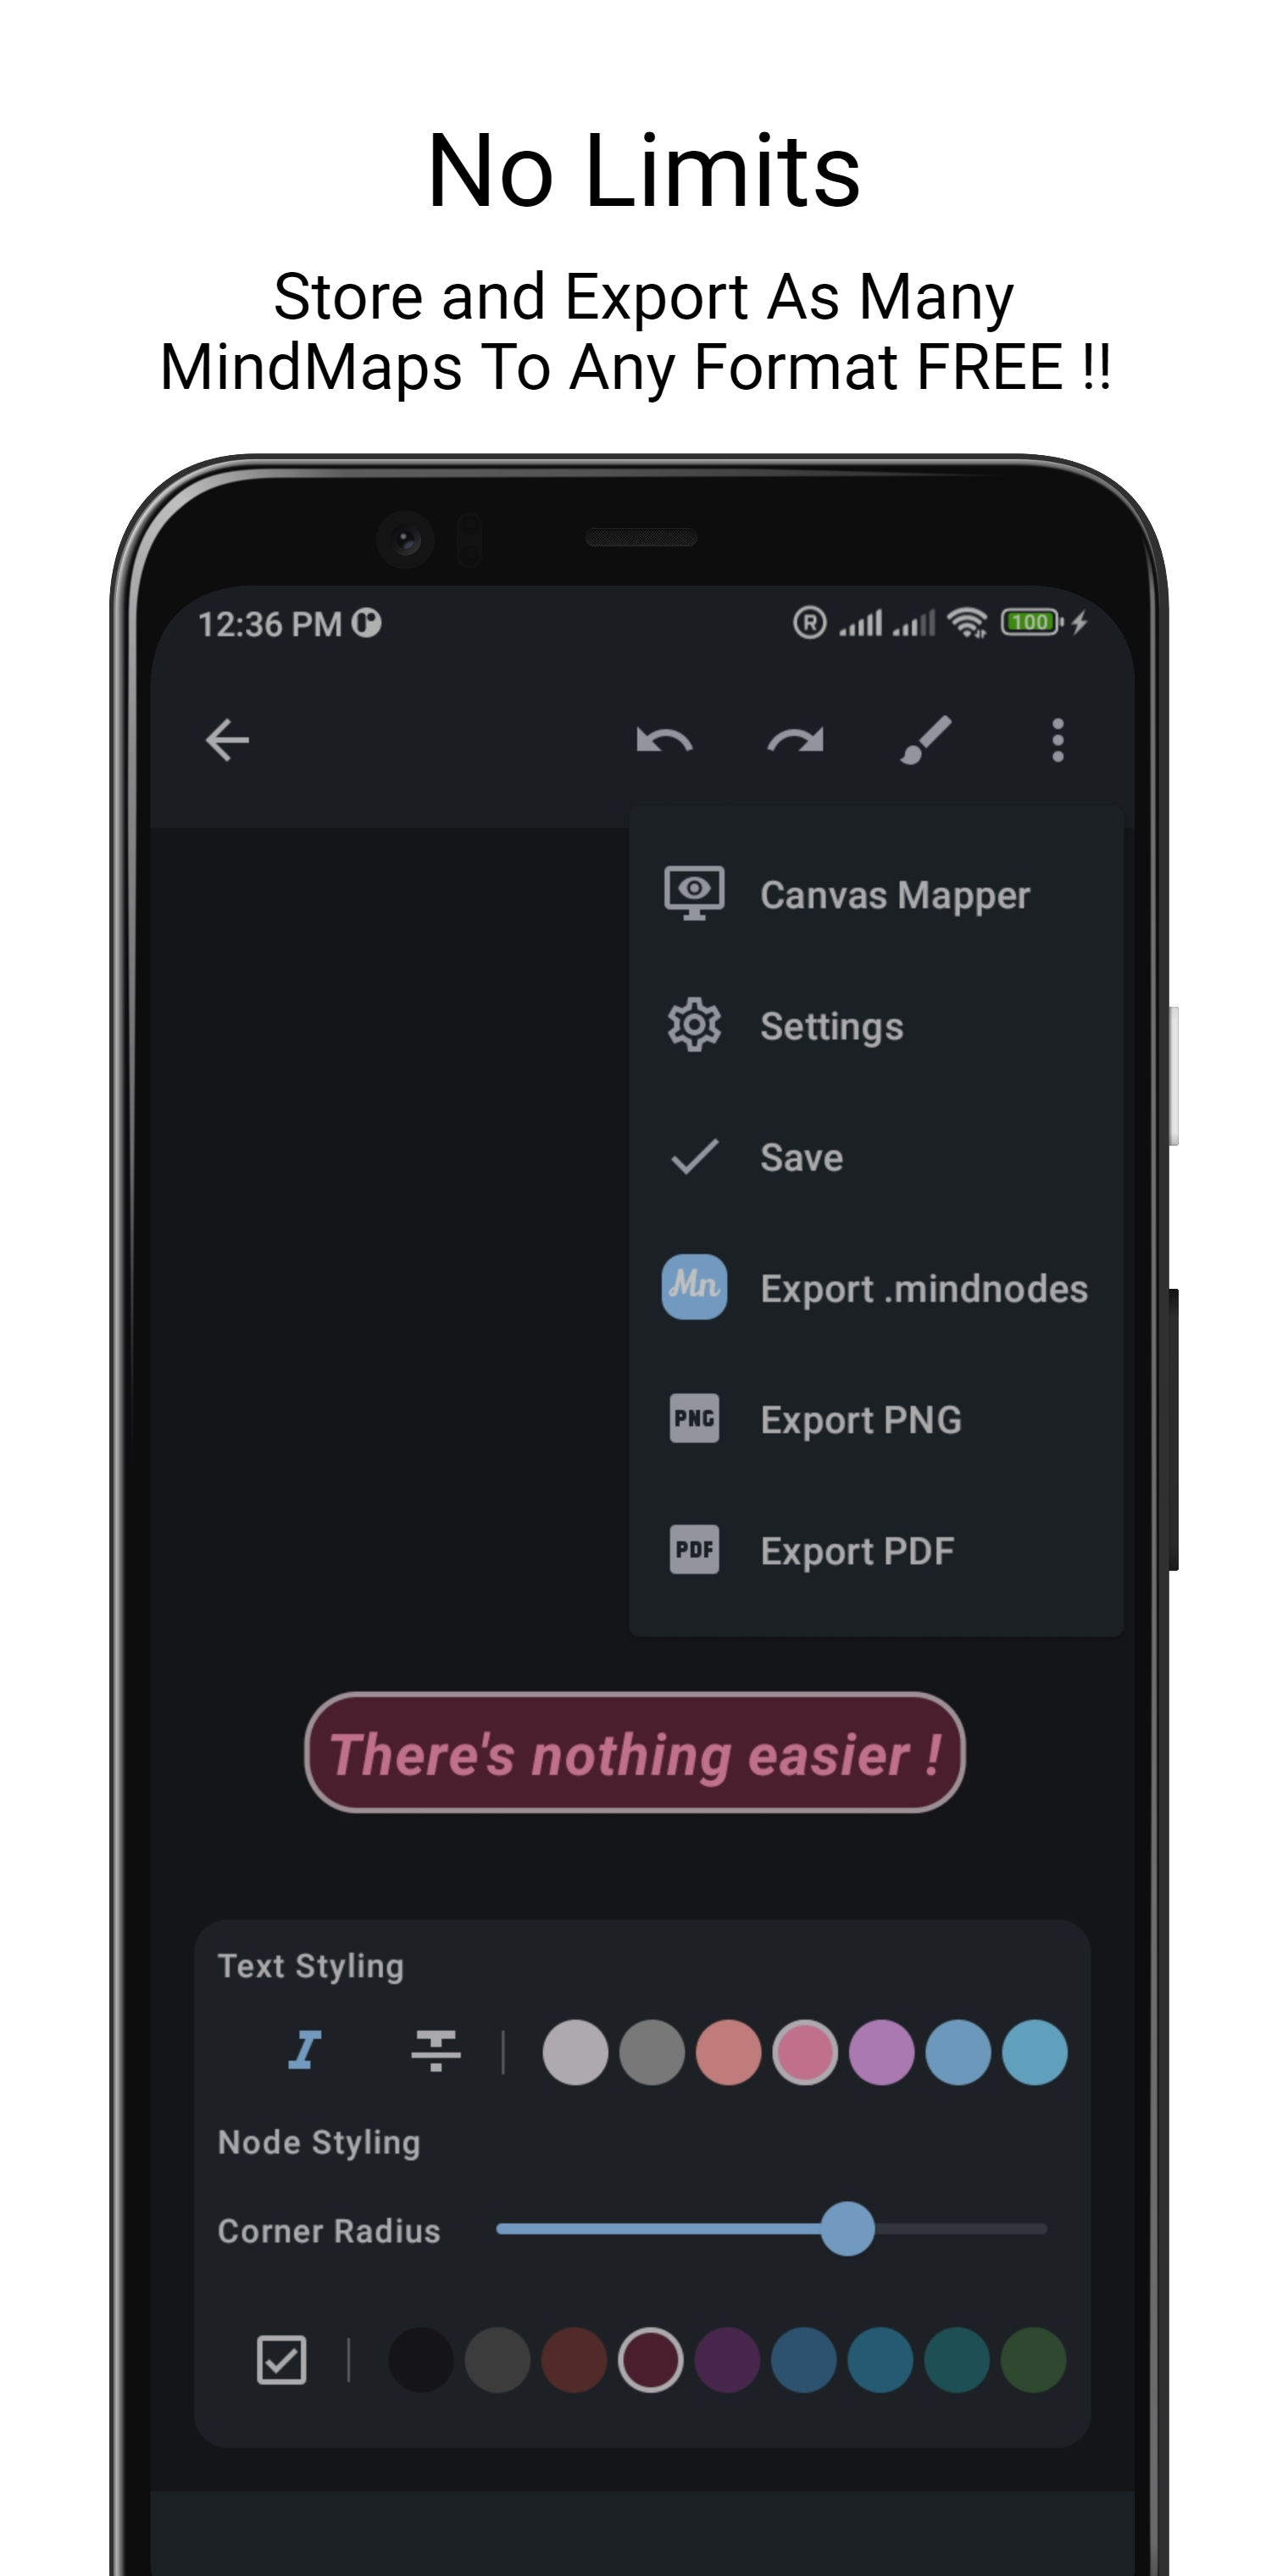 No Limits
Store and Export As Many
MindMaps To Any Format FREE !!
12:36 PM
R
100
Canvas Mapper
Settings
Save
Mn Export .mindnodes
PNG Export PNG
PDF Export PDF
There's nothing easier !
Text Styling
I T
Node Styling
Corner Radius